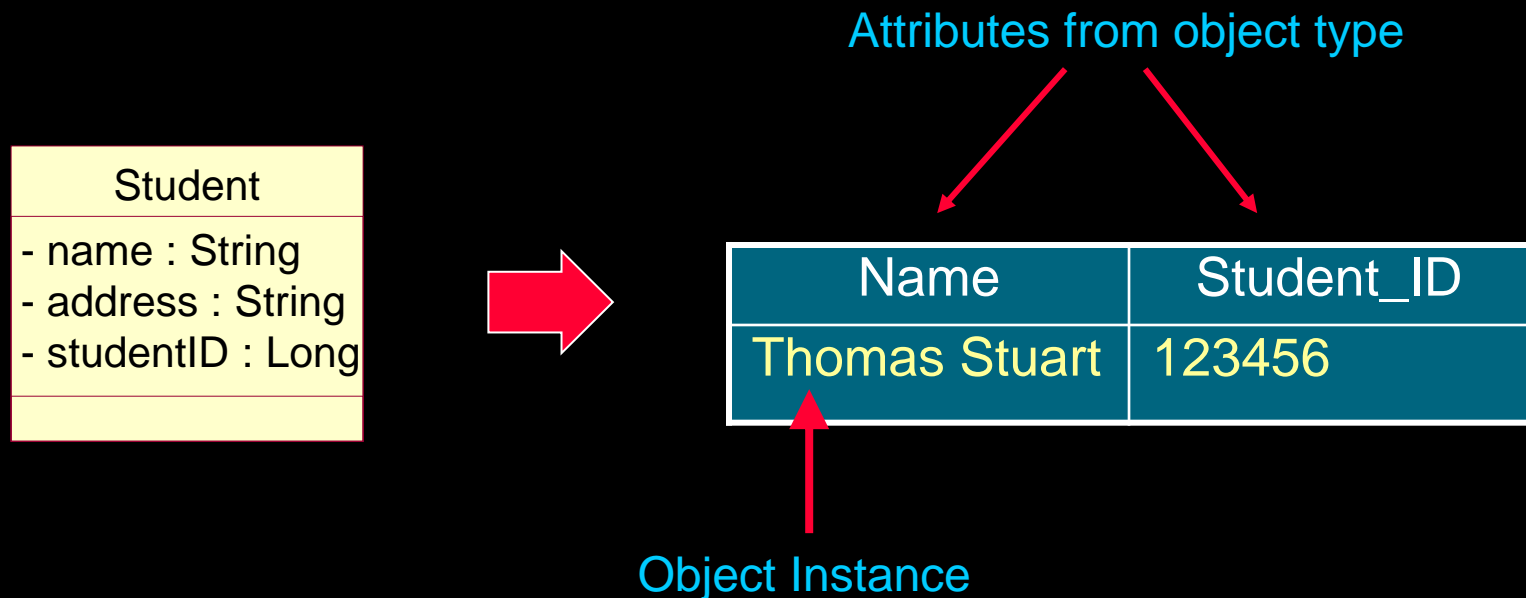 Attributes from object type
Student
- name : String
- address : String
- studentID : Long
Name Student_ID
Thomas Stuart 123456
Object Instance